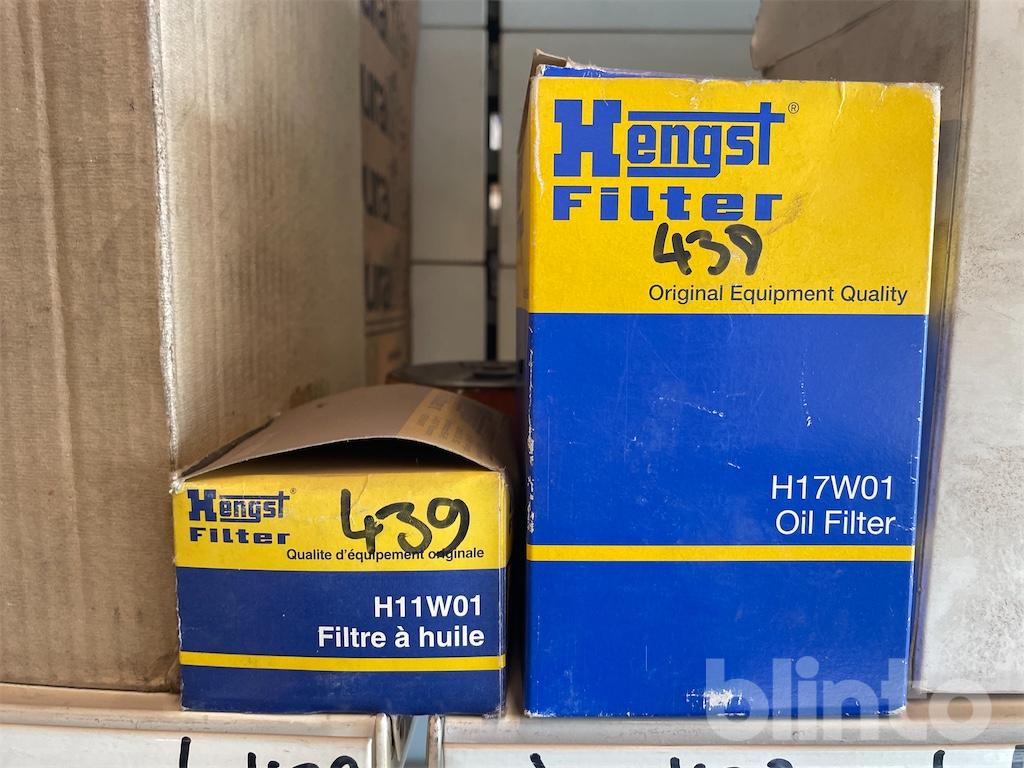 Hengst®
Filter
439
Qualite d'équipement originale
H11W01
Filtre à huile
Hengst®
Filter
439
Original Equipment Quality
H17W01
Oil Filter
blinto